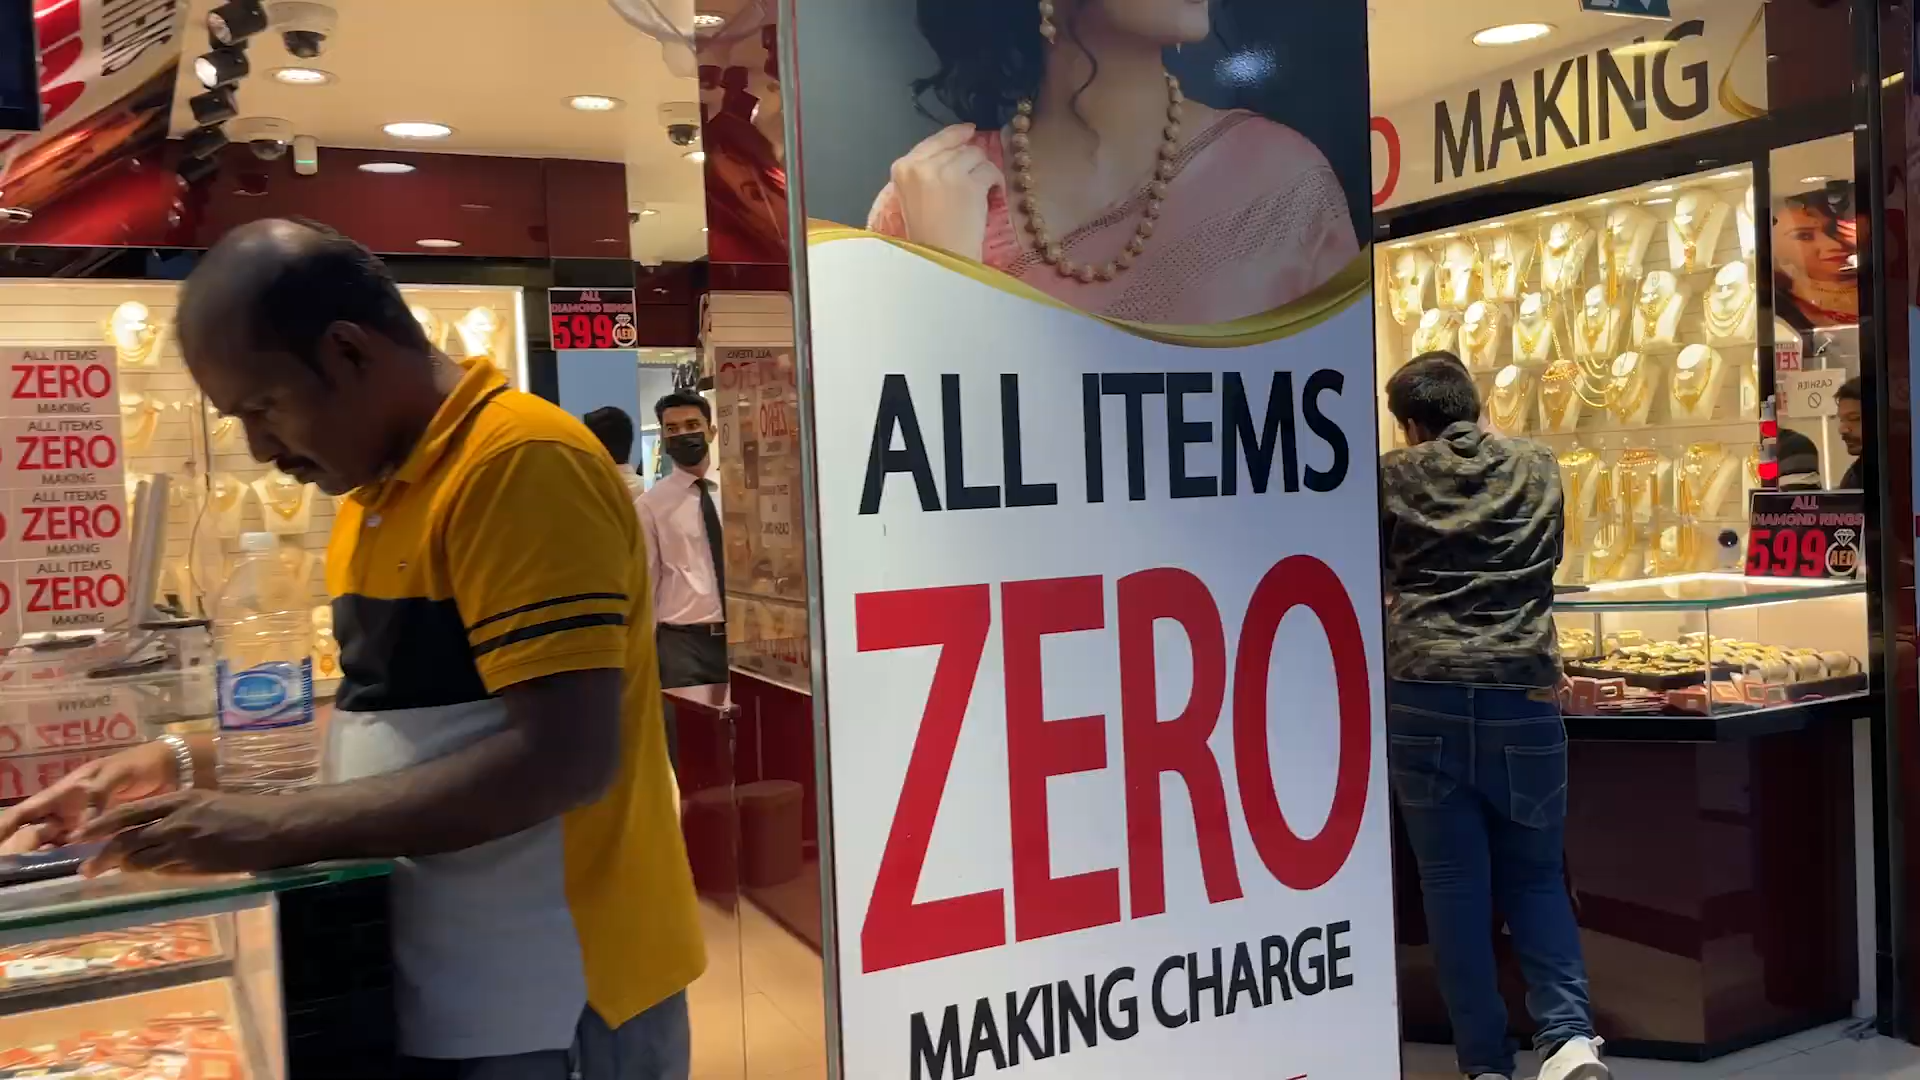 ALL ITEMS
ZERO
MAKING
ALL ITEMS
ZERO
MAKING
ALL ITEMS
ZERO
MAKING
ALL ITEMS
ZERO
MAKING
ALL
DIAMOND RINGS
599 AED
ALL ITEMS
ZERO
MAKING CHARGE
MAKING
CASHIER
ALL
DIAMOND RINGS
599 AED